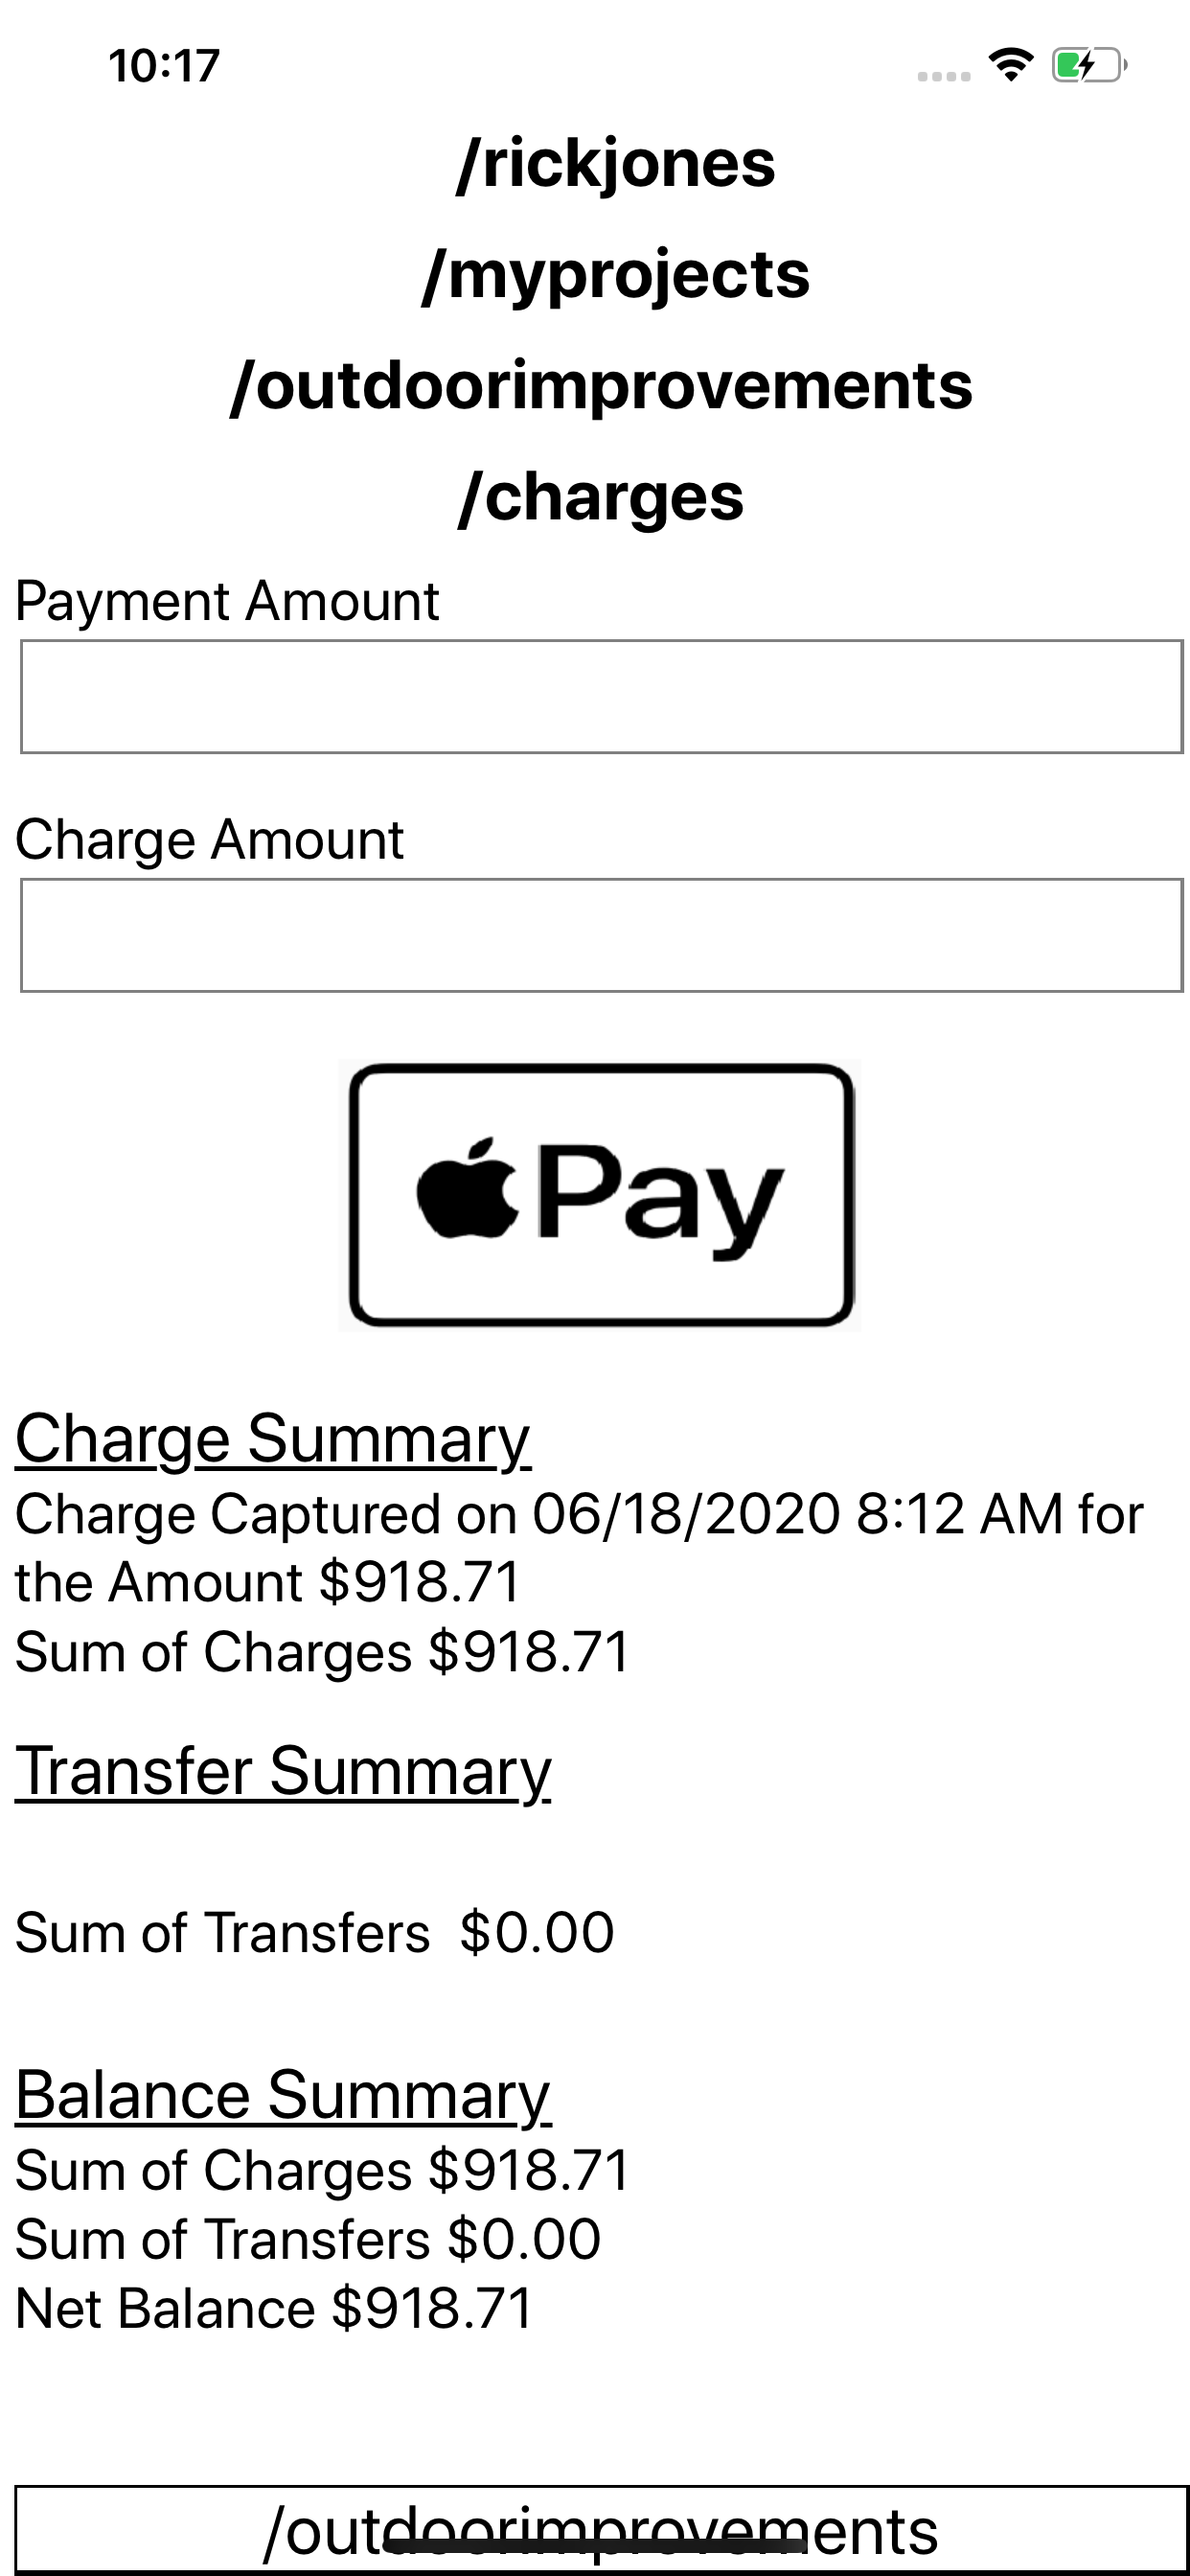 10:17
/rickjones
/myprojects
/outdoorimprovements
/charges
Payment Amount
Charge Amount
Pay
Charge Summary
Charge Captured on 06/18/2020 8:12 AM for
the Amount $918.71
Sum of Charges $918.71
Transfer Summary
Sum of Transfers  $0.00
Balance Summary
Sum of Charges $918.71
Sum of Transfers $0.00
Net Balance $918.71
/outdoorimprovements